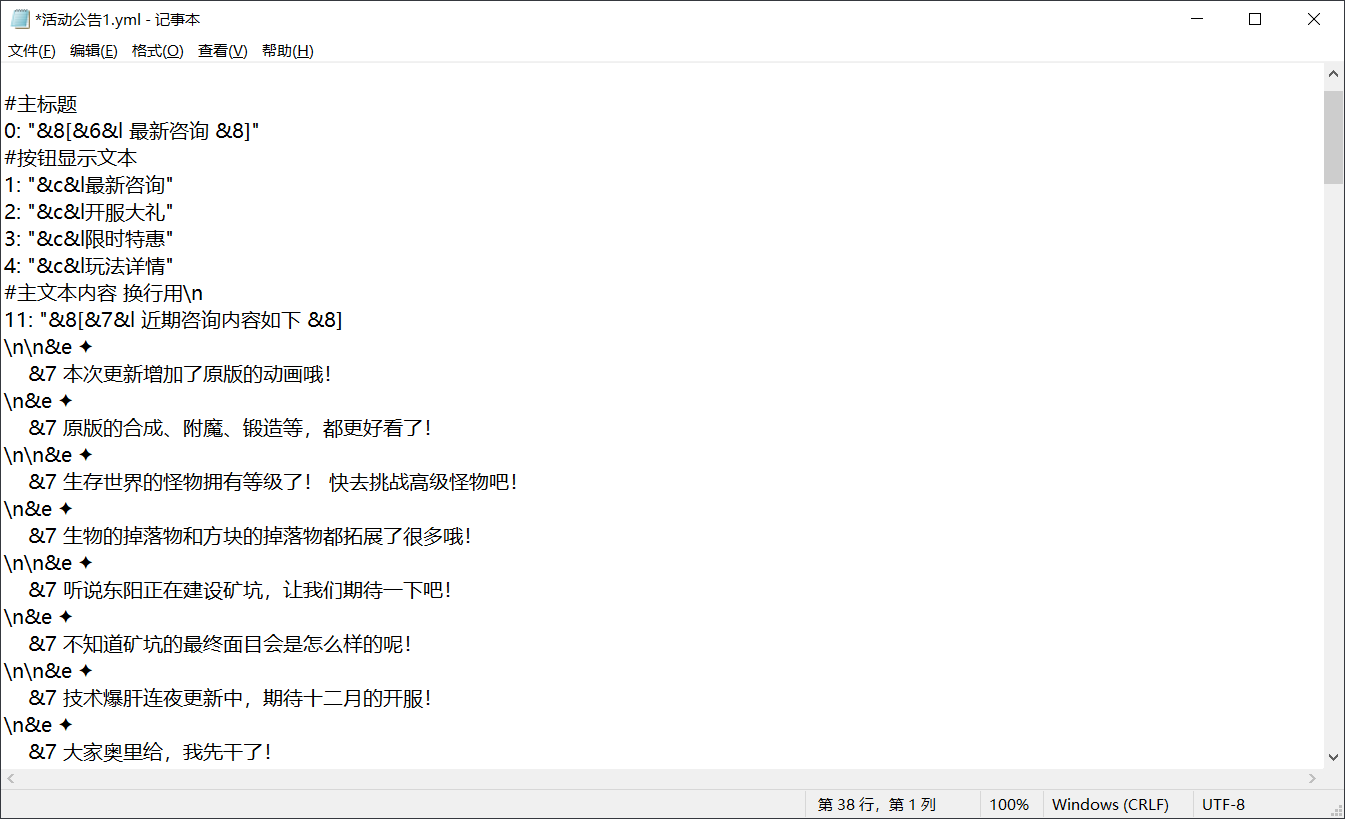 *活动公告1.yml - 记事本
文件(F) 编辑(E) 格式(O) 查看(V) 帮助(H)
#主标题
0: "&8[&6&l 最新咨询 &8]"
#按钮显示文本
1: "&c&l最新咨询"
2: "&c&l开服大礼"
3: "&c&l限时特惠"
4: "&c&l玩法详情"
#主文本内容 换行用\n
11: "&8[&7&l 近期咨询内容如下 &8]
\n\n&e ✦
&7 本次更新增加了原版的动画哦！
\n&e ✦
&7 原版的合成、附魔、锻造等，都更好看了！
\n\n&e ✦
&7 生存世界的怪物拥有等级了！ 快去挑战高级怪物吧！
\n&e ✦
&7 生物的掉落物和方块的掉落物都拓展了很多哦！
\n\n&e ✦
&7 听说东阳正在建设矿坑，让我们期待一下吧！
\n&e ✦
&7 不知道矿坑的最终面目会是怎么样的呢！
\n\n&e ✦
&7 技术爆肝连夜更新中，期待十二月的开服！
\n&e ✦
&7 大家奥里给，我先干了！
第 38 行，第 1 列 100% Windows (CRLF) UTF-8